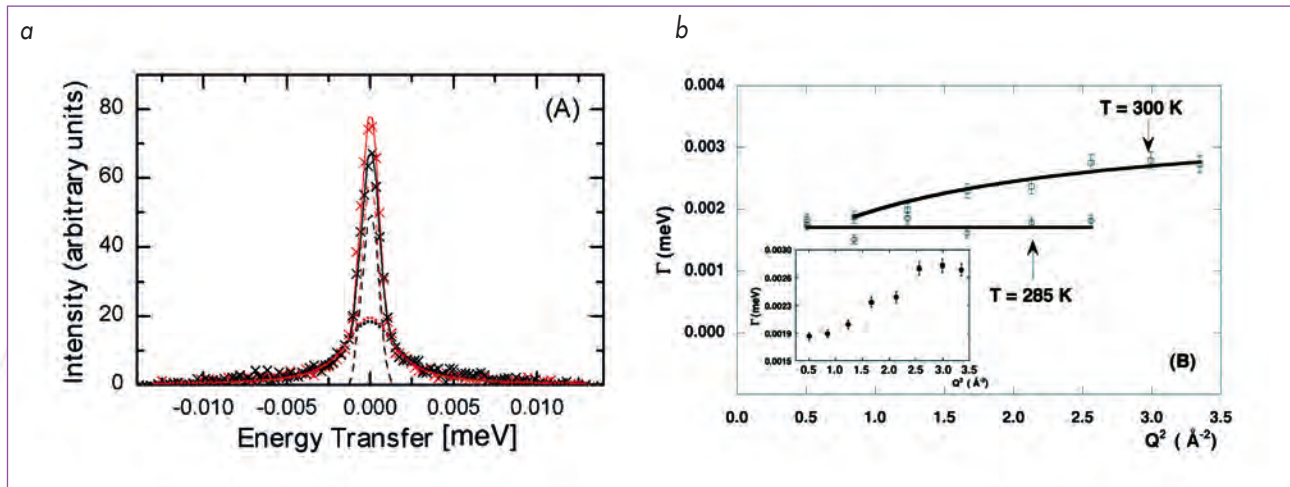 a
(A)
Intensity (arbitrary units)
80
60
40
20
0
-0.010
-0.005
0.000
0.005
0.010
Energy Transfer [meV]
b
0.004
0.003
0.002
0.001
0.000
Γ (meV)
T = 300 K
T = 285 K
0.0030
0.0026
0.0023
0.0019
0.0015
Γ (meV)
0.5
1.0
1.5
2.0
2.5
3.0
3.5
Q² ( Å⁻²)
(B)
0.0
0.5
1.0
1.5
2.0
2.5
3.0
3.5
Q² ( Å⁻²)